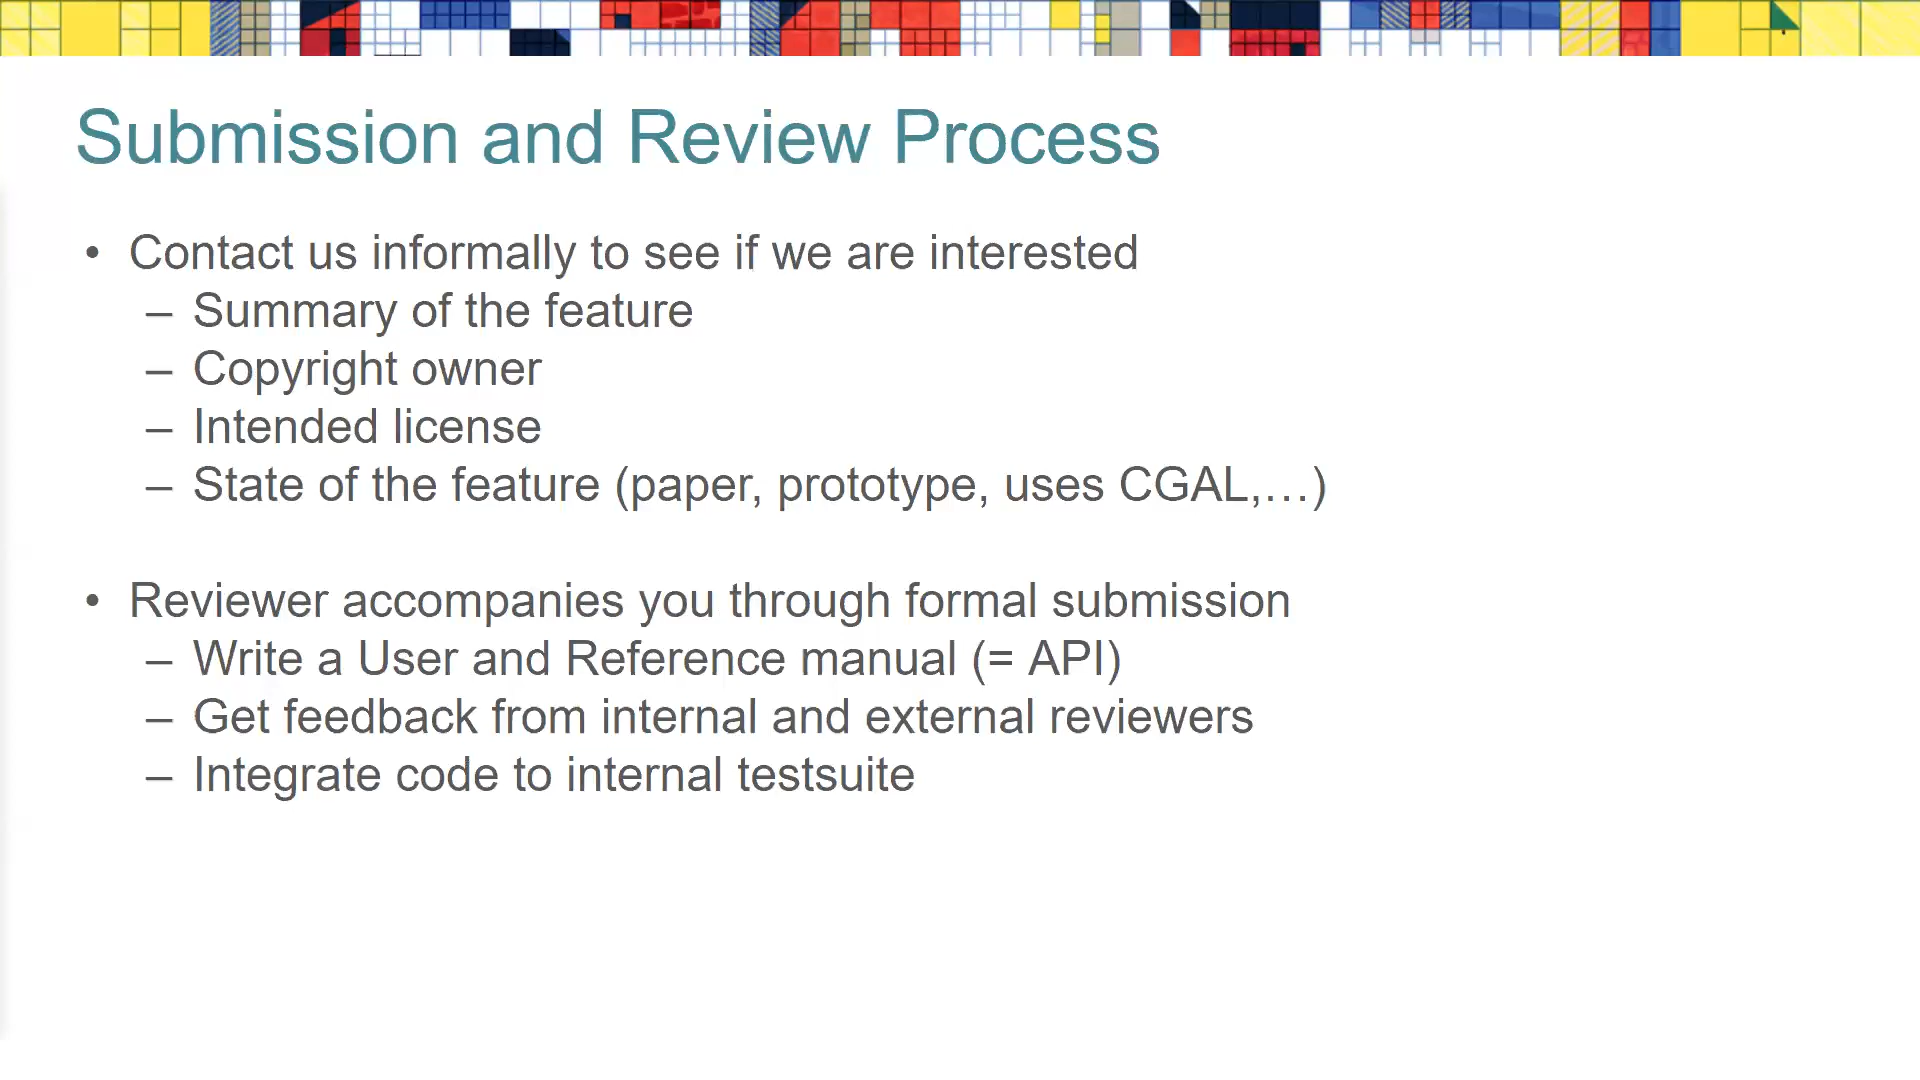 Submission and Review Process
• Contact us informally to see if we are interested
– Summary of the feature
– Copyright owner
– Intended license
– State of the feature (paper, prototype, uses CGAL,…)
• Reviewer accompanies you through formal submission
– Write a User and Reference manual (= API)
– Get feedback from internal and external reviewers
– Integrate code to internal testsuite